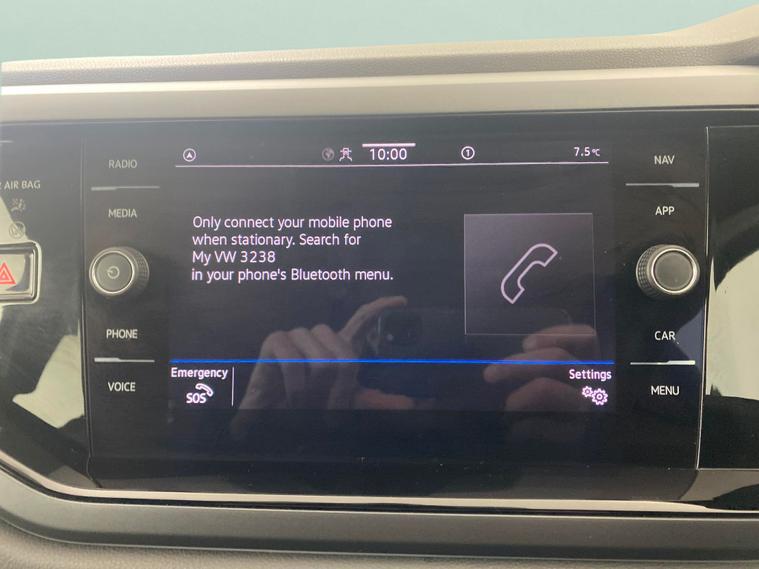 RADIO
MEDIA
PHONE
VOICE
AIR BAG
10:00
1
7.5°C
Only connect your mobile phone
when stationary. Search for
My VW 3238
in your phone's Bluetooth menu.
Emergency
SOS
Settings
NAV
APP
CAR
MENU